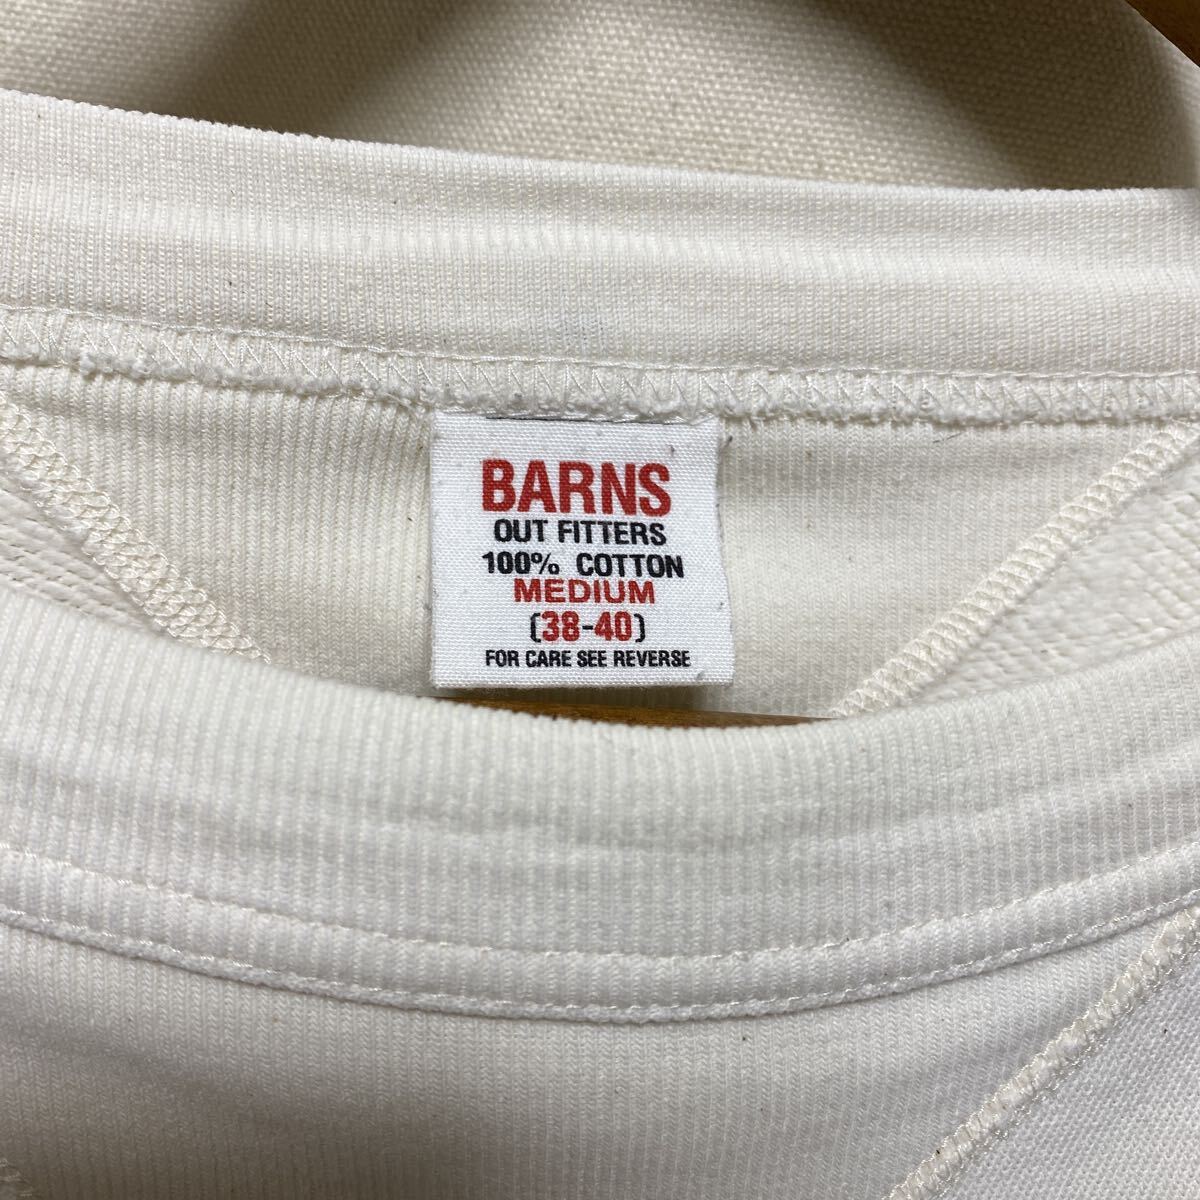 BARNS
OUT FITTERS
100% COTTON
MEDIUM
(38-40)
FOR CARE SEE REVERSE